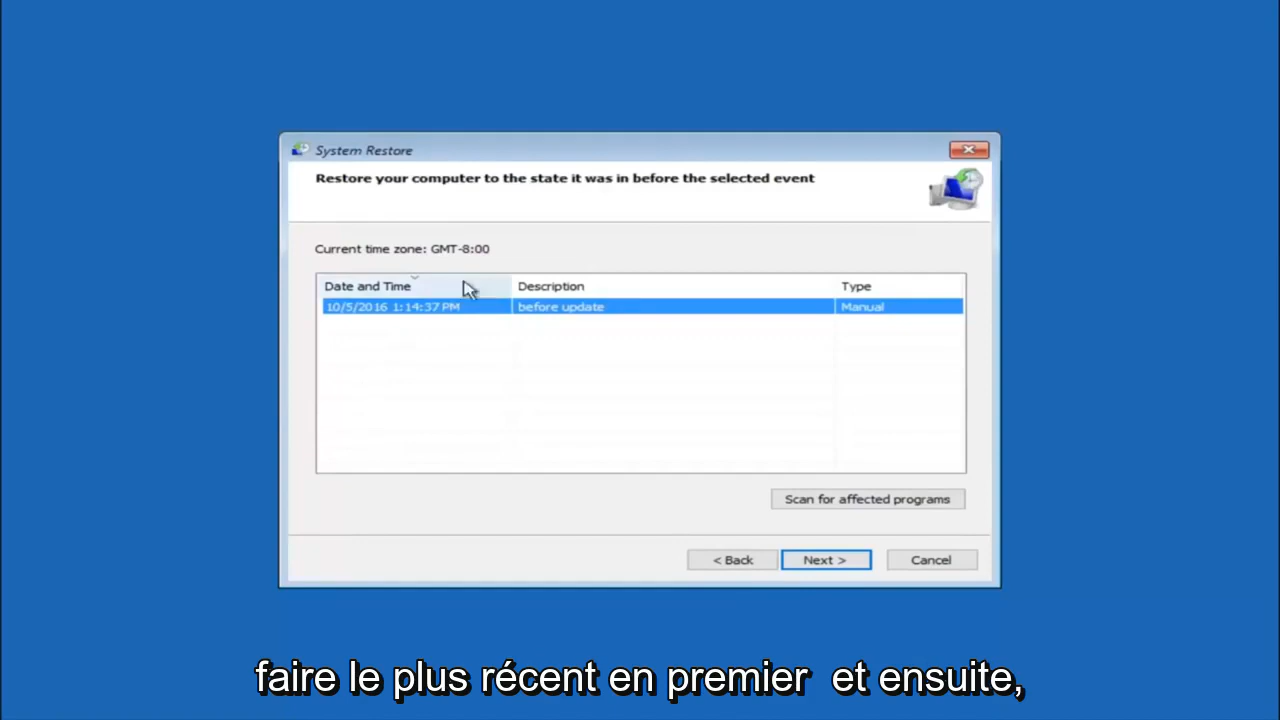 System Restore
Restore your computer to the state it was in before the selected event
Current time zone: GMT-8:00
Date and Time Description Type
10/5/2016 1:14:37 PM before update Manual
Scan for affected programs
< Back Next > Cancel
faire le plus récent en premier et ensuite,